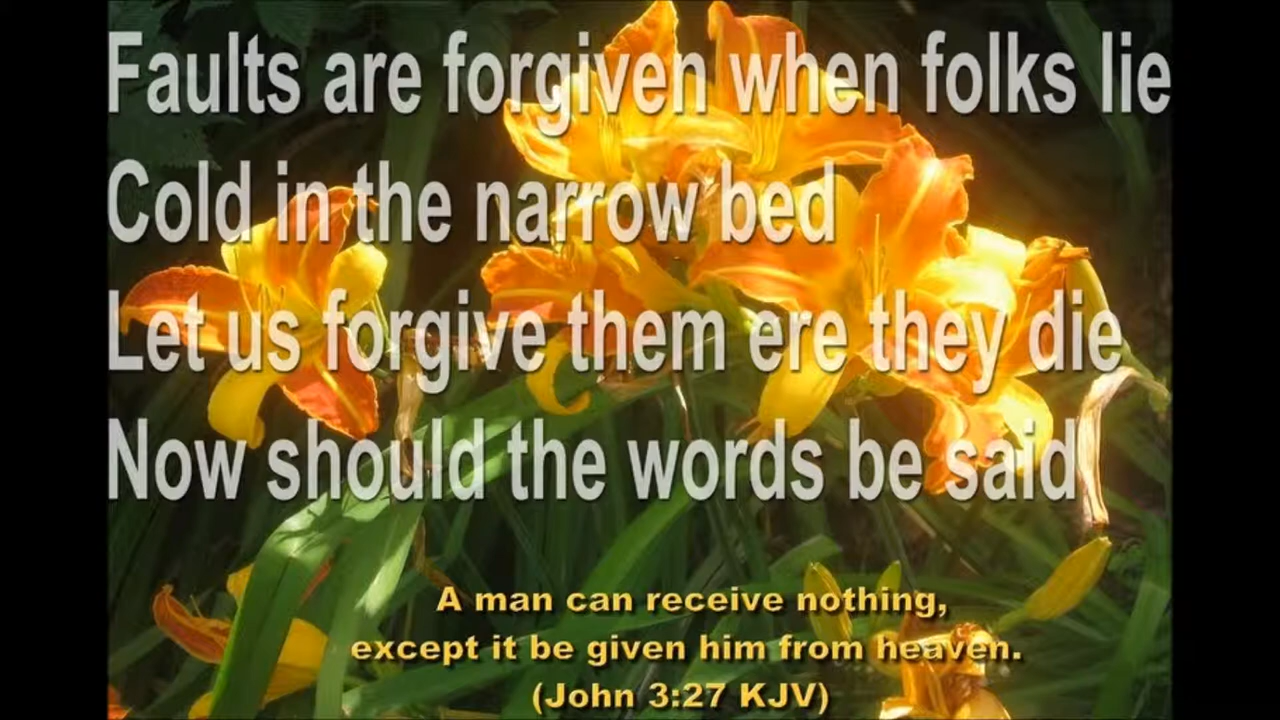 Faults are forgiven when folks lie
Cold in the narrow bed
Let us forgive them ere they die
Now should the words be said
A man can receive nothing,
except it be given him from heaven.
(John 3:27 KJV)